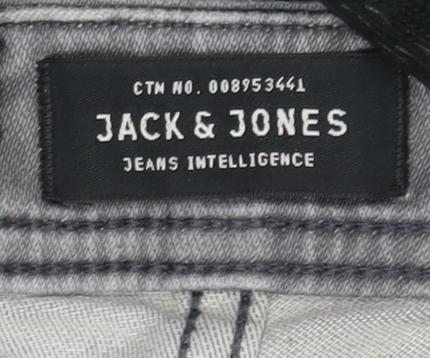 CTN NO. 008953441
JACK & JONES
JEANS INTELLIGENCE